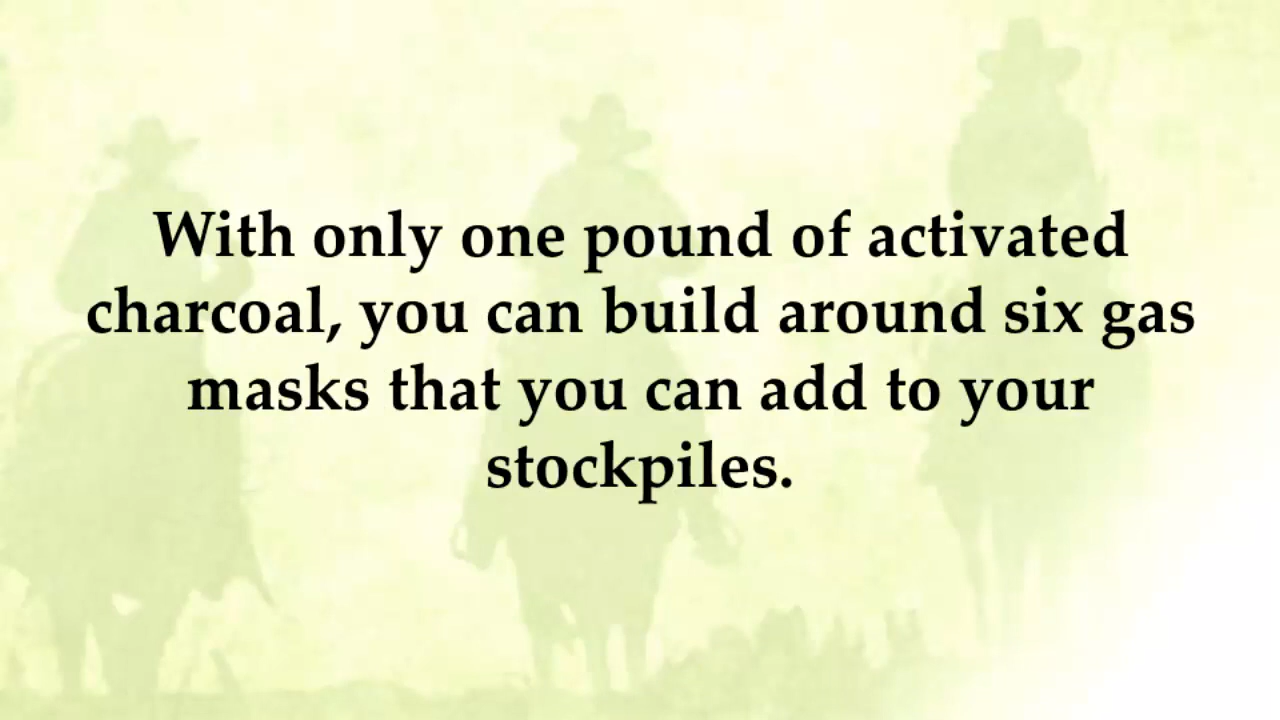 With only one pound of activated
charcoal, you can build around six gas
masks that you can add to your
stockpiles.